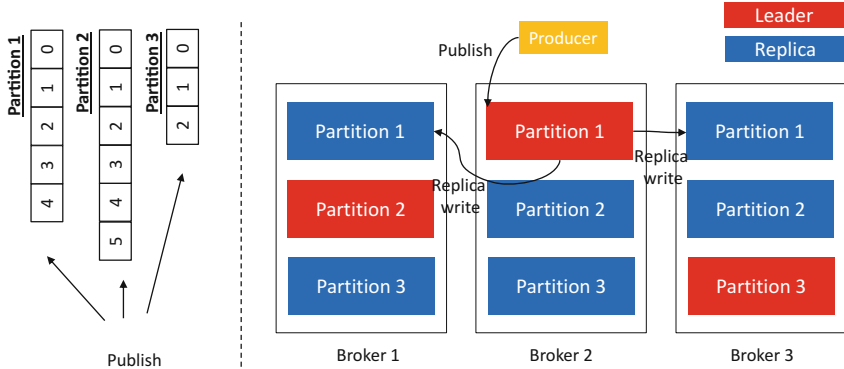 Partition 1
0
1
2
3
4
Partition 2
0
1
2
3
4
5
Partition 3
0
1
2
Publish
Leader
Replica
Producer
Publish
Partition 1
Partition 2
Partition 3
Broker 1
Partition 1
Partition 2
Partition 3
Broker 2
Partition 1
Partition 2
Partition 3
Broker 3
Replica
write
Replica
write